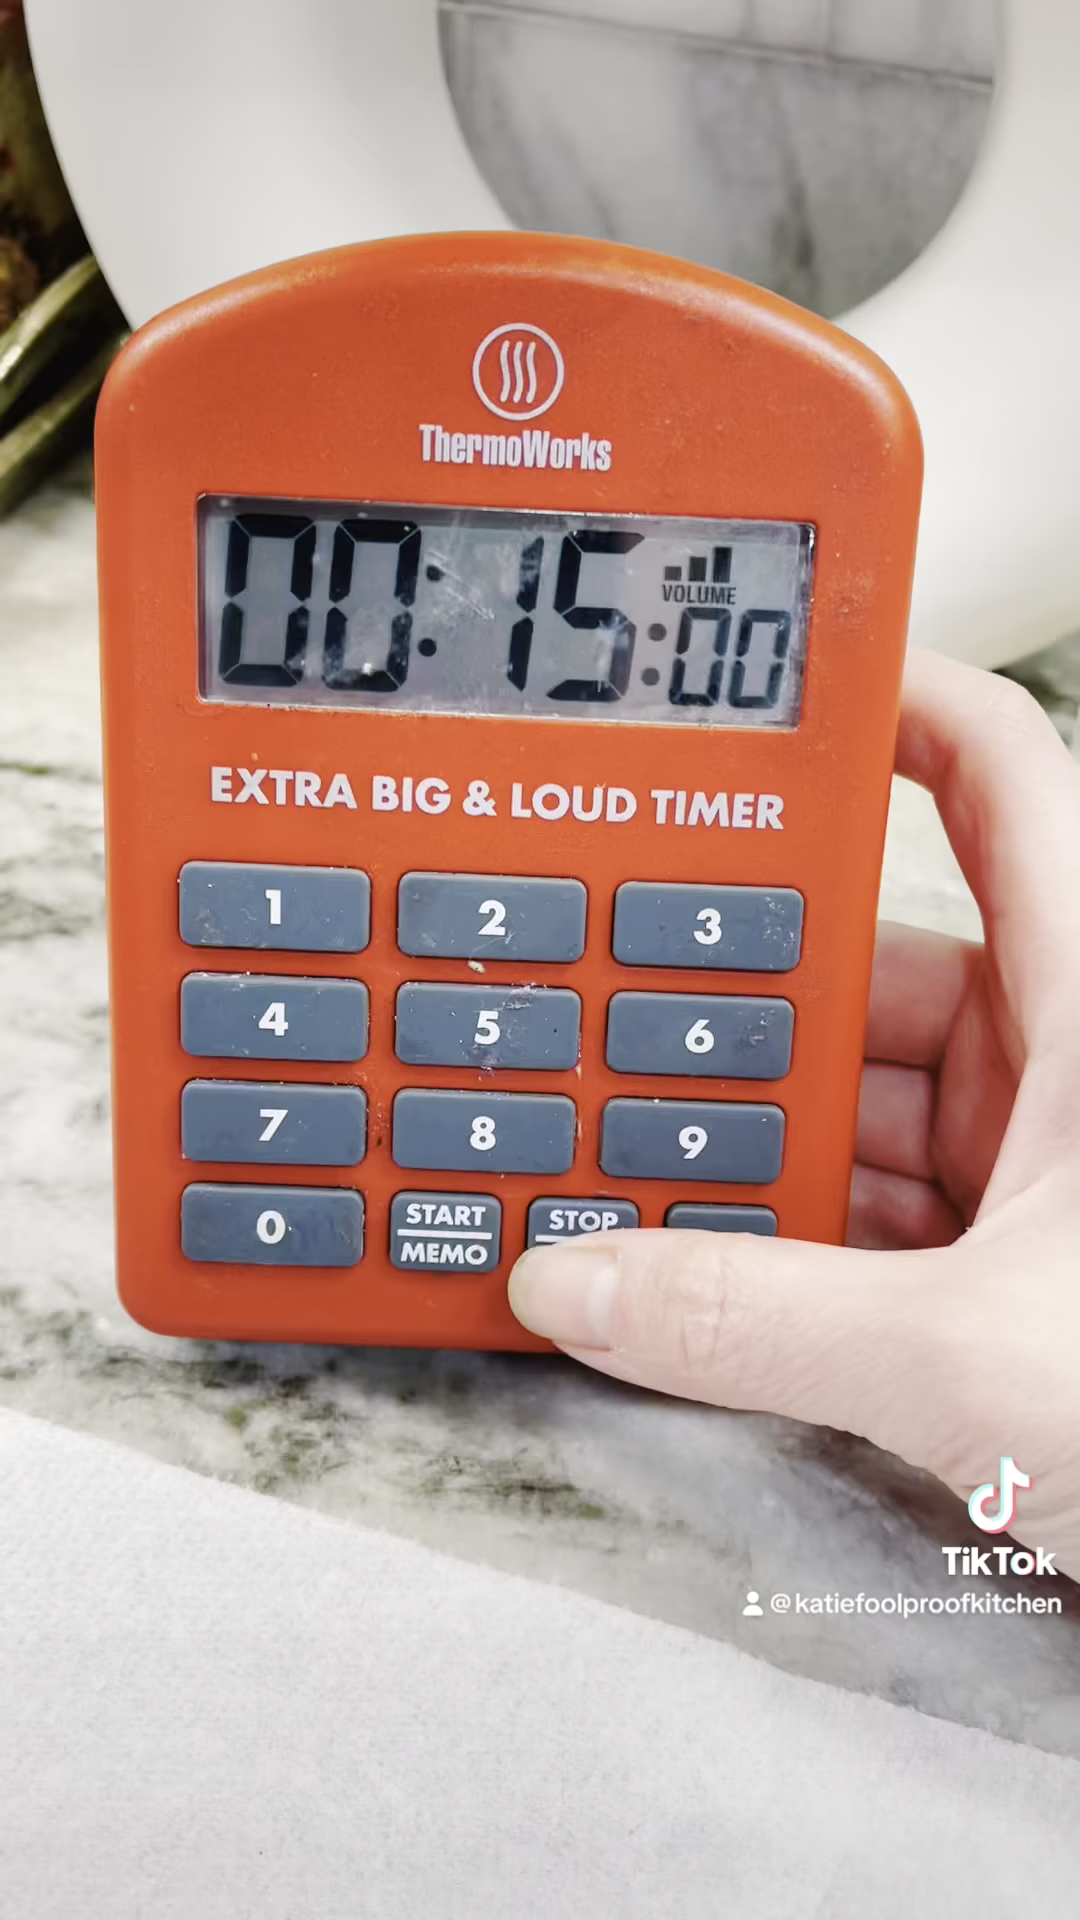 ThermoWorks
00:15:00
VOLUME
EXTRA BIG & LOUD TIMER
1 2 3
4 5 6
7 8 9
0 START STOP
MEMO
TikTok
@katiefoolproofkitchen